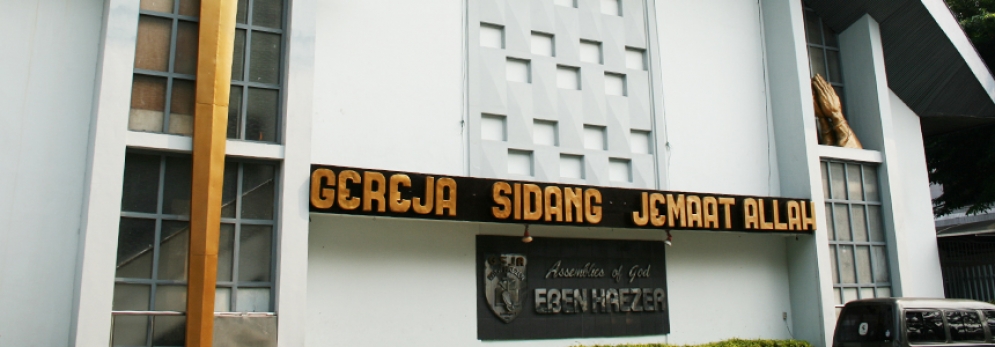 GEREJA SIDANG JEMAAT ALLAH
Assemblies of God
EBEN HAEZER